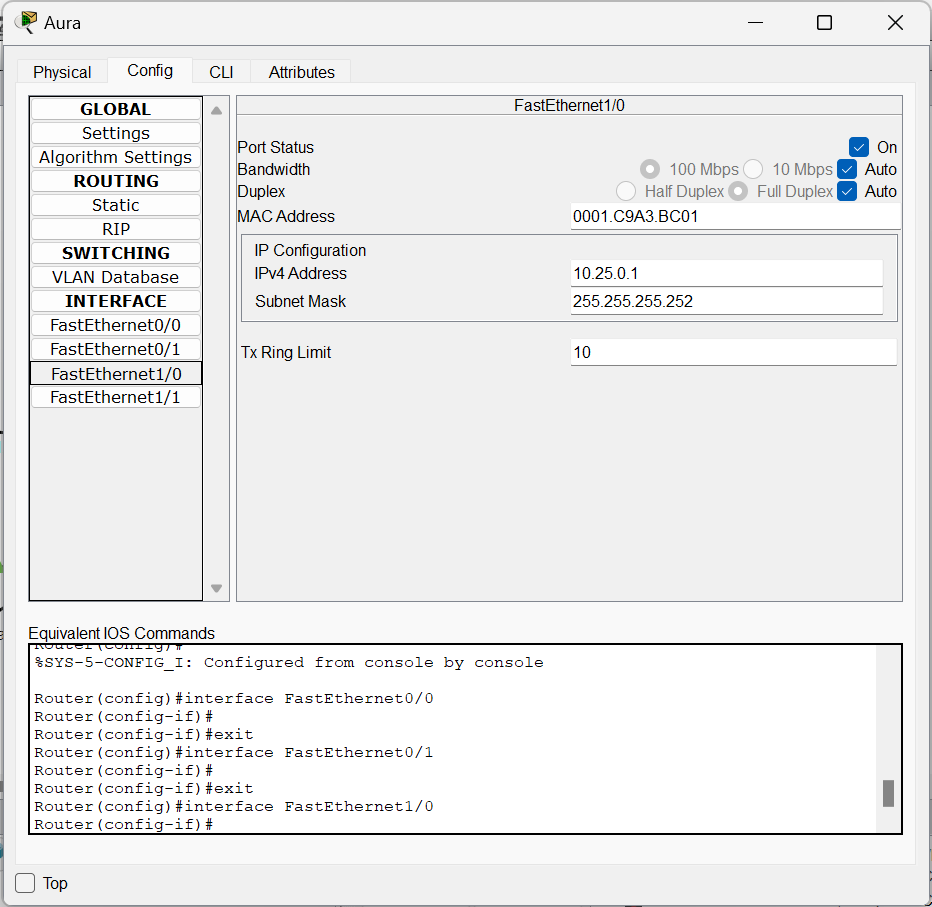 Aura
Physical Config CLI Attributes
GLOBAL
Settings
Algorithm Settings
ROUTING
Static
RIP
SWITCHING
VLAN Database
INTERFACE
FastEthernet0/0
FastEthernet0/1
FastEthernet1/0
FastEthernet1/1
FastEthernet1/0
Port Status On
Bandwidth 100 Mbps 10 Mbps Auto
Duplex Half Duplex Full Duplex Auto
MAC Address 0001.C9A3.BC01
IP Configuration
IPv4 Address 10.25.0.1
Subnet Mask 255.255.255.252
Tx Ring Limit 10
Equivalent IOS Commands
Router(config)#
%SYS-5-CONFIG_I: Configured from console by console
Router(config)#interface FastEthernet0/0
Router(config-if)#
Router(config-if)#exit
Router(config)#interface FastEthernet0/1
Router(config-if)#
Router(config-if)#exit
Router(config)#interface FastEthernet1/0
Router(config-if)#
Top